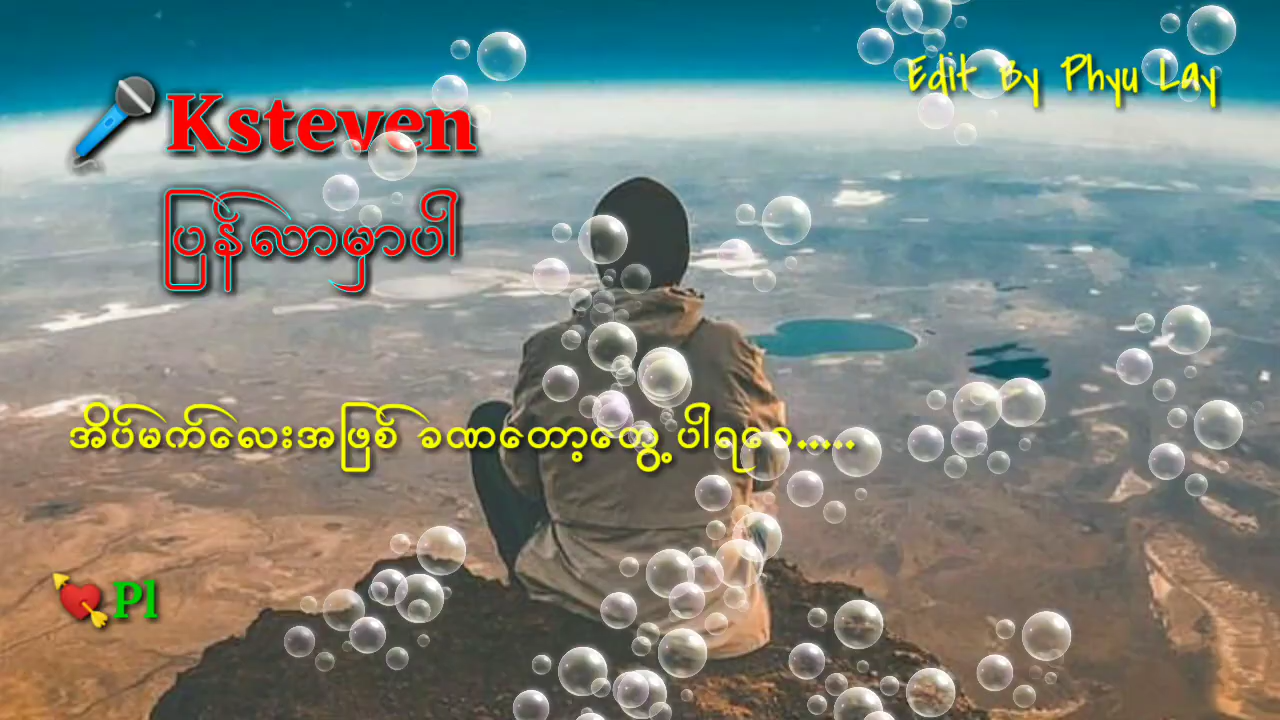 Ksteven
Edit By Phyu Lay
ပြန်လာမှာပါ
အိပ်မက်လေးအဖြစ် ခဏတော့တွေ့ ပါရစေ.....
Pl